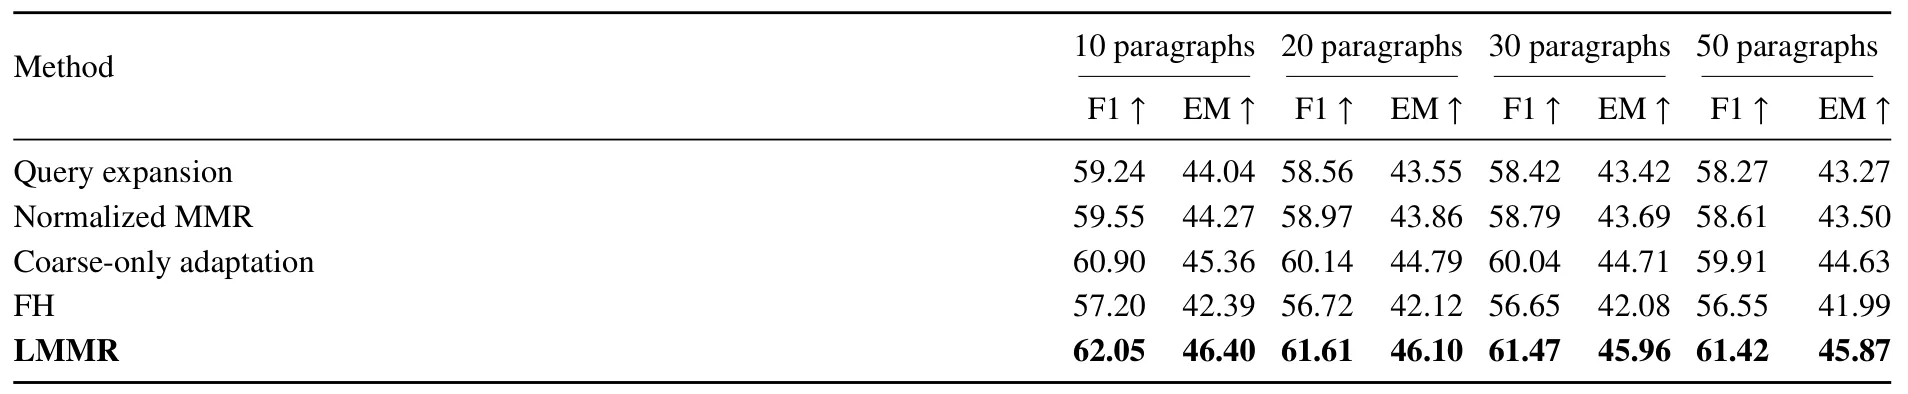 Method 10 paragraphs 20 paragraphs 30 paragraphs 50 paragraphs
F1 ↑ EM ↑ F1 ↑ EM ↑ F1 ↑ EM ↑ F1 ↑ EM ↑
Query expansion 59.24 44.04 58.56 43.55 58.42 43.42 58.27 43.27
Normalized MMR 59.55 44.27 58.97 43.86 58.79 43.69 58.61 43.50
Coarse-only adaptation 60.90 45.36 60.14 44.79 60.04 44.71 59.91 44.63
FH 57.20 42.39 56.72 42.12 56.65 42.08 56.55 41.99
LMMR 62.05 46.40 61.61 46.10 61.47 45.96 61.42 45.87